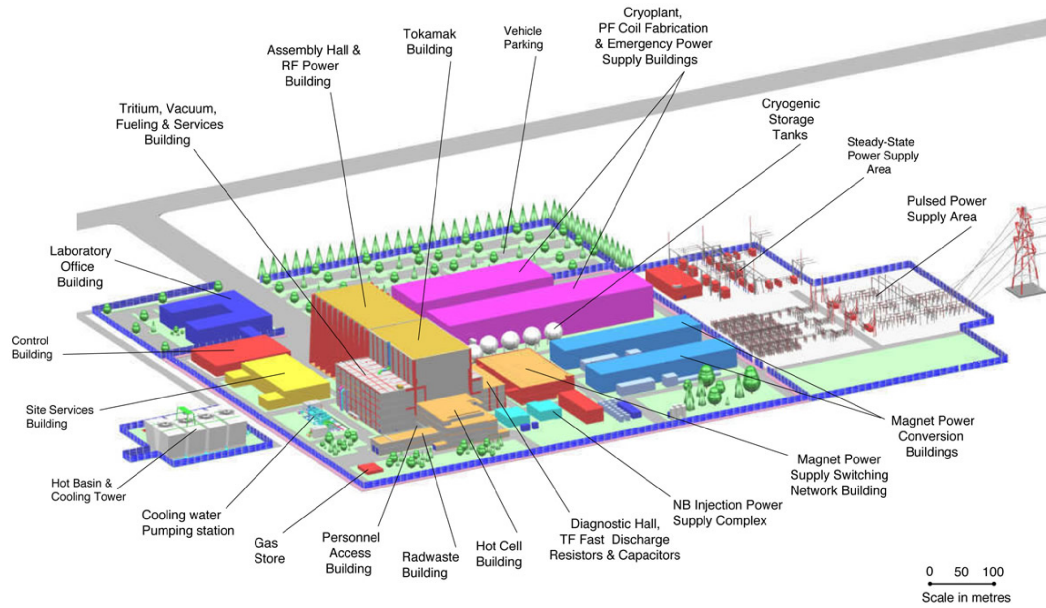 Cryoplant,
PF Coil Fabrication
& Emergency Power
Supply Buildings
Tokamak
Building
Vehicle
Parking
Assembly Hall &
RF Power
Building
Cryogenic
Storage
Tanks
Tritium, Vacuum,
Fueling & Services
Building
Steady-State
Power Supply
Area
Pulsed Power
Supply Area
Laboratory
Office
Building
Control
Building
Site Services
Building
Hot Basin &
Cooling Tower
Cooling water
Pumping station
Gas
Store
Personnel
Access
Building
Radwaste
Building
Hot Cell
Building
Diagnostic Hall,
TF Fast Discharge
Resistors & Capacitors
NB Injection Power
Supply Complex
Magnet Power
Supply Switching
Network Building
Magnet Power
Conversion
Buildings
0 50 100
Scale in metres